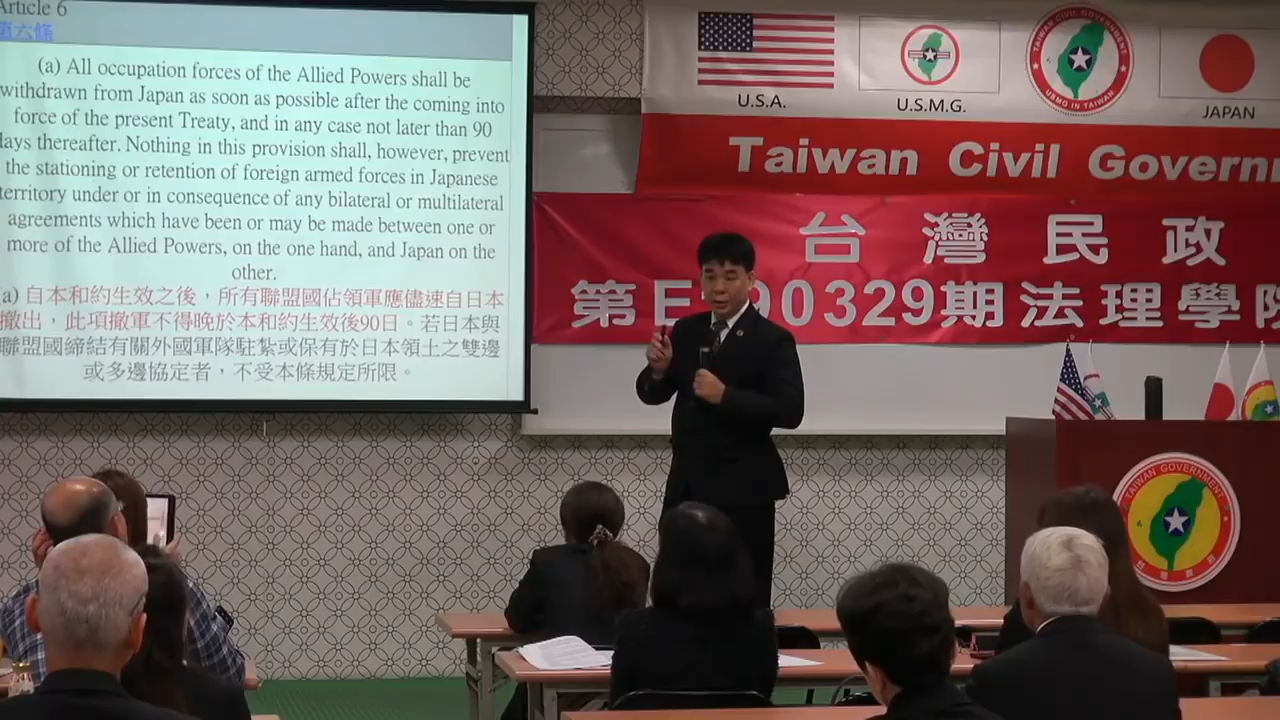 Article 6
第六條
(a) All occupation forces of the Allied Powers shall be
withdrawn from Japan as soon as possible after the coming into
force of the present Treaty, and in any case not later than 90
days thereafter. Nothing in this provision shall, however, prevent
the stationing or retention of foreign armed forces in Japanese
territory under or in consequence of any bilateral or multilateral
agreements which have been or may be made between one or
more of the Allied Powers, on the one hand, and Japan on the
other.
(a) 自本和約生效之後，所有聯盟國佔領軍應儘速自日本
撤出，此項撤軍不得晚於本和約生效後90日。若日本與
聯盟國締結有關外國軍隊駐紮或保有於日本領土之雙邊
或多邊協定者，不受本條規定所限。
U.S.A.
U.S.M.G.
TAIWAN CIVIL GOVERNMENT
USMG IN TAIWAN
JAPAN
Taiwan Civil Governm
台灣民政
第E190329期法理學院
TAIWAN GOVERNMENT